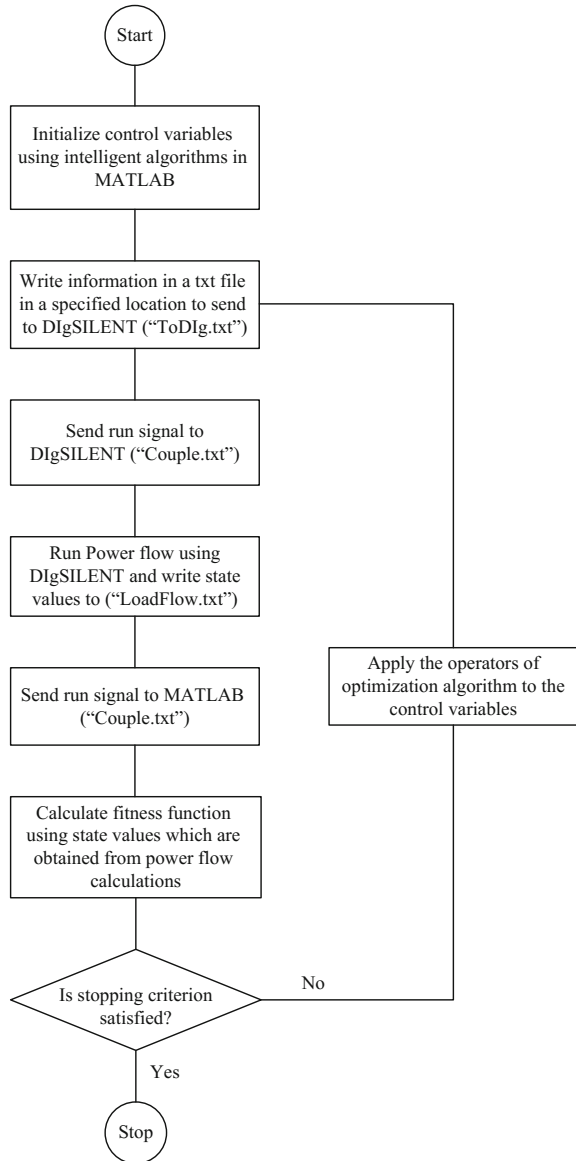 Start
Initialize control variables
using intelligent algorithms in
MATLAB
Write information in a txt file
in a specified location to send
to DIgSILENT (“ToDIg.txt”)
Send run signal to
DIgSILENT (“Couple.txt”)
Run Power flow using
DIgSILENT and write state
values to (“LoadFlow.txt”)
Send run signal to MATLAB
(“Couple.txt”)
Calculate fitness function
using state values which are
obtained from power flow
calculations
Is stopping criterion
satisfied?
No
Apply the operators of
optimization algorithm to the
control variables
Yes
Stop